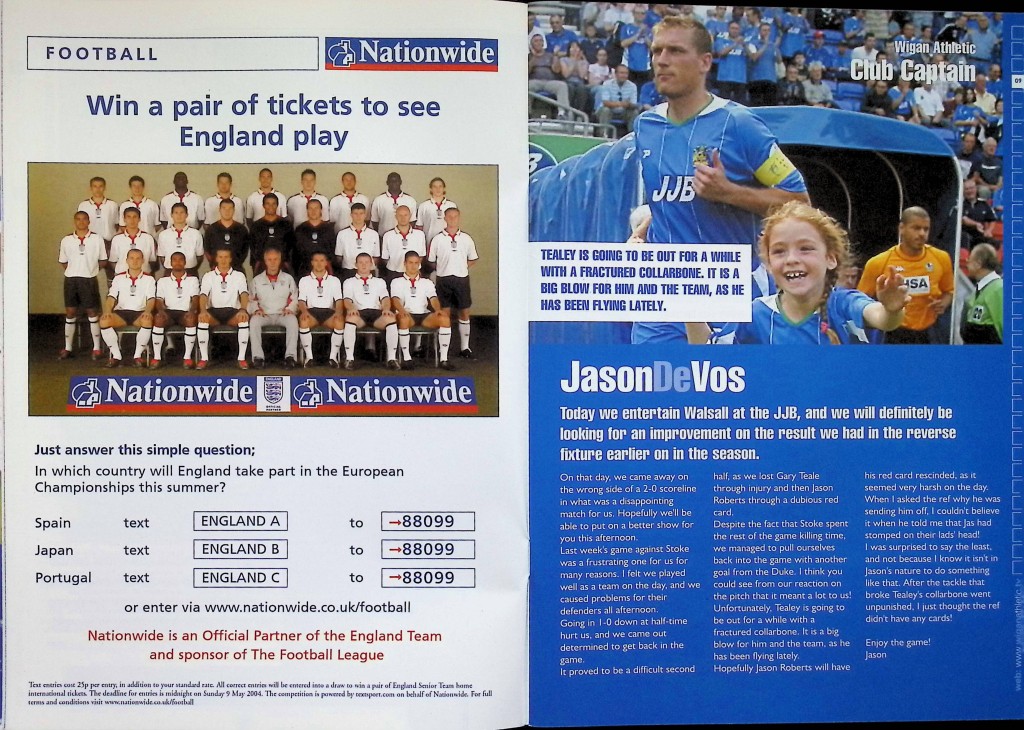 FOOTBALL
Nationwide
Win a pair of tickets to see
England play
Nationwide
Nationwide
Just answer this simple question;
In which country will England take part in the European
Championships this summer?
Spain text ENGLAND A to →88099
Japan text ENGLAND B to →88099
Portugal text ENGLAND C to →88099
or enter via www.nationwide.co.uk/football
Nationwide is an Official Partner of the England Team
and sponsor of The Football League
Text entries cost 25p per entry, in addition to your standard rate. All correct entries will be entered into a draw to win a pair of England Senior Team home
international tickets. The deadline for entries is midnight on Sunday 9 May 2004. The competition is powered by textsport.com on behalf of Nationwide. For full
terms and conditions visit www.nationwide.co.uk/football
Wigan Athletic
Club Captain
09
JJB
HSA
TEALEY IS GOING TO BE OUT FOR A WHILE
WITH A FRACTURED COLLARBONE. IT IS A
BIG BLOW FOR HIM AND THE TEAM, AS HE
HAS BEEN FLYING LATELY.
JasonDeVos
Today we entertain Walsall at the JJB, and we will definitely be
looking for an improvement on the result we had in the reverse
fixture earlier on in the season.
On that day, we came away on
the wrong side of a 2-0 scoreline
in what was a disappointing
match for us. Hopefully we'll be
able to put on a better show for
you this afternoon.
Last week's game against Stoke
was a frustrating one for us for
many reasons. I felt we played
well as a team on the day, and we
caused problems for their
defenders all afternoon.
Going in 1-0 down at half-time
hurt us, and we came out
determined to get back in the
game.
It proved to be a difficult second
half, as we lost Gary Teale
through injury and then Jason
Roberts through a dubious red
card.
Despite the fact that Stoke spent
the rest of the game killing time,
we managed to pull ourselves
back into the game with another
goal from the Duke. I think you
could see from our reaction on
the pitch that it meant a lot to us!
Unfortunately, Tealey is going to
be out for a while with a
fractured collarbone. It is a big
blow for him and the team, as he
has been flying lately.
Hopefully Jason Roberts will have
his red card rescinded, as it
seemed very harsh on the day.
When I asked the ref why he was
sending him off, I couldn't believe
it when he told me that Jas had
stomped on their lads' head!
I was surprised to say the least,
and not because I know it isn't in
Jason's nature to do something
like that. After the tackle that
broke Tealey's collarbone went
unpunished, I just thought the ref
didn't have any cards!
Enjoy the game!
Jason
web: www.wiganathletic.tv